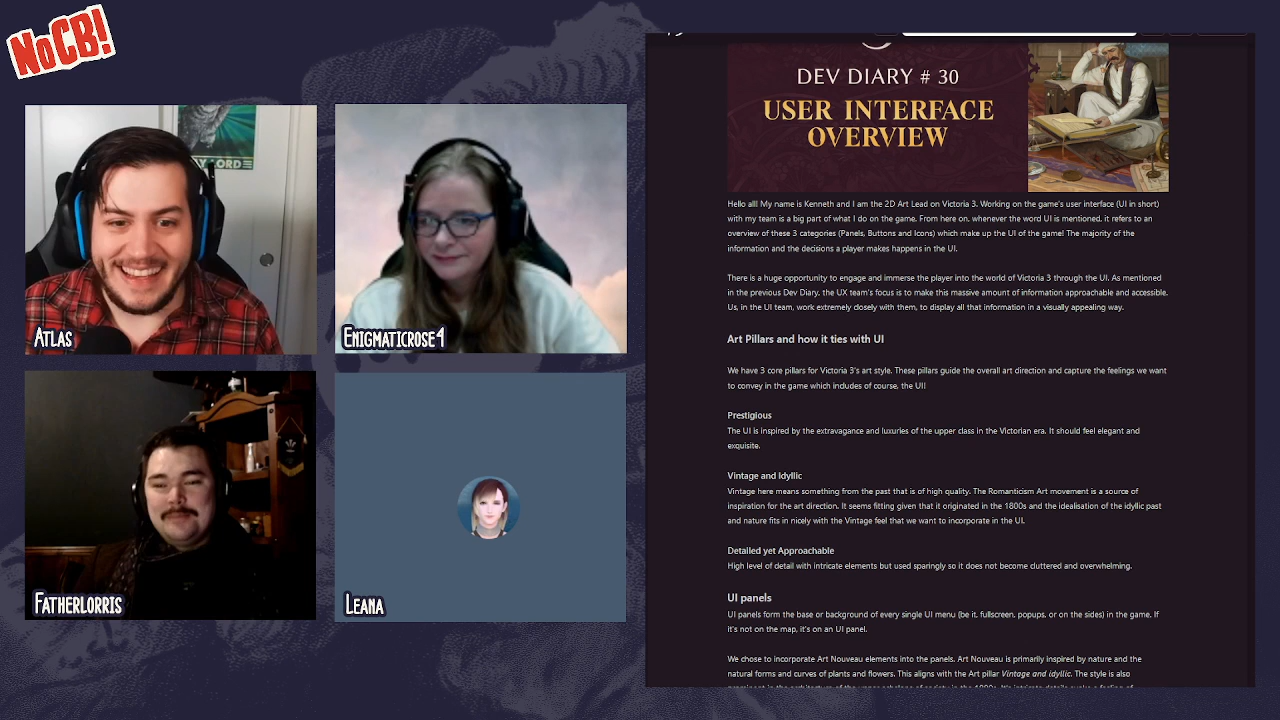 NoCB!
LORD
ATLAS
ENIGMATICROSE4
FATHERLORRIS
LEANA
DEV DIARY # 30
USER INTERFACE
OVERVIEW
Hello all! My name is Kenneth and I am the 2D Art Lead on Victoria 3. Working on the game's user interface (UI in short)
with my team is a big part of what I do on the game. From here on, whenever the word UI is mentioned, it refers to an
overview of these 3 categories (Panels, Buttons and Icons) which make up the UI of the game! The majority of the
information and the decisions a player makes happens in the UI.
There is a huge opportunity to engage and immerse the player into the world of Victoria 3 through the UI. As mentioned
in the previous Dev Diary, the UX team's focus is to make this massive amount of information approachable and accessible.
Us, in the UI team, work extremely closely with them, to display all that information in a visually appealing way.
Art Pillars and how it ties with UI
We have 3 core pillars for Victoria 3's art style. These pillars guide the overall art direction and capture the feelings we want
to convey in the game which includes of course, the UI!
Prestigious
The UI is inspired by the extravagance and luxuries of the upper class in the Victorian era. It should feel elegant and
exquisite.
Vintage and Idyllic
Vintage here means something from the past that is of high quality. The Romanticism Art movement is a source of
inspiration for the art direction. It seems fitting given that it originated in the 1800s and the idealisation of the idyllic past
and nature fits in nicely with the Vintage feel that we want to incorporate in the UI.
Detailed yet Approachable
High level of detail with intricate elements but used sparingly so it does not become cluttered and overwhelming.
UI panels
UI panels form the base or background of every single UI menu (be it, fullscreen, popups, or on the sides) in the game. If
it's not on the map, it's on an UI panel.
We chose to incorporate Art Nouveau elements into the panels. Art Nouveau is primarily inspired by nature and the
natural forms and curves of plants and flowers. This aligns with the Art pillar Vintage and idyllic. The style is also